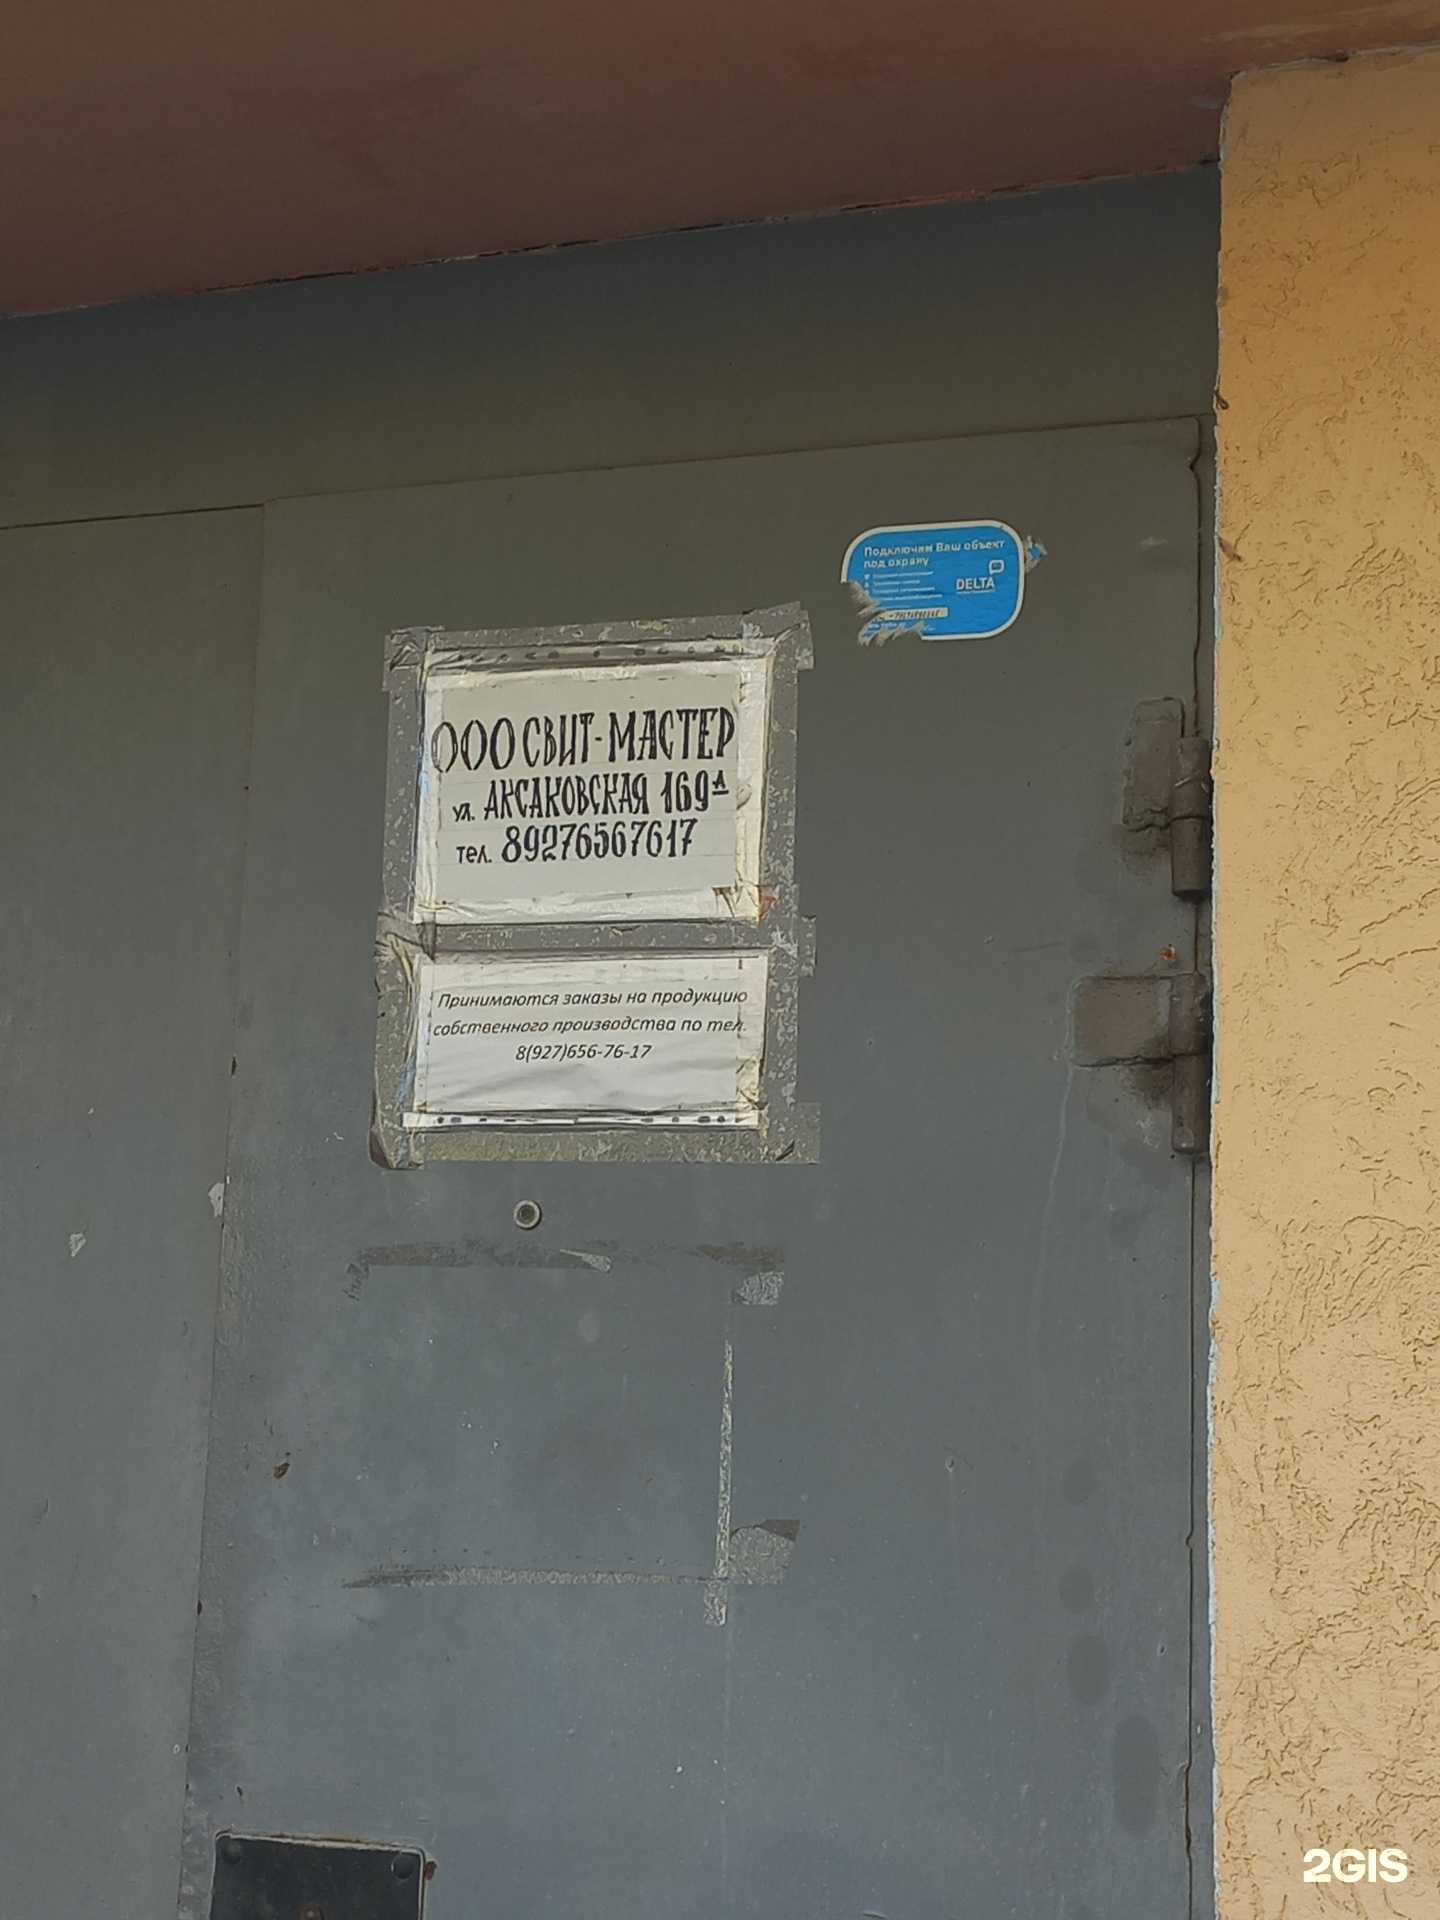 Подключим Ваш объект
под охрану
DELTA
ООО СВИТ-МАСТЕР
ул. АКСАКОВСКАЯ 169А
тел. 89276567617
Принимаются заказы на продукцию
собственного производства по тел.
8(927)656-76-17
2GIS